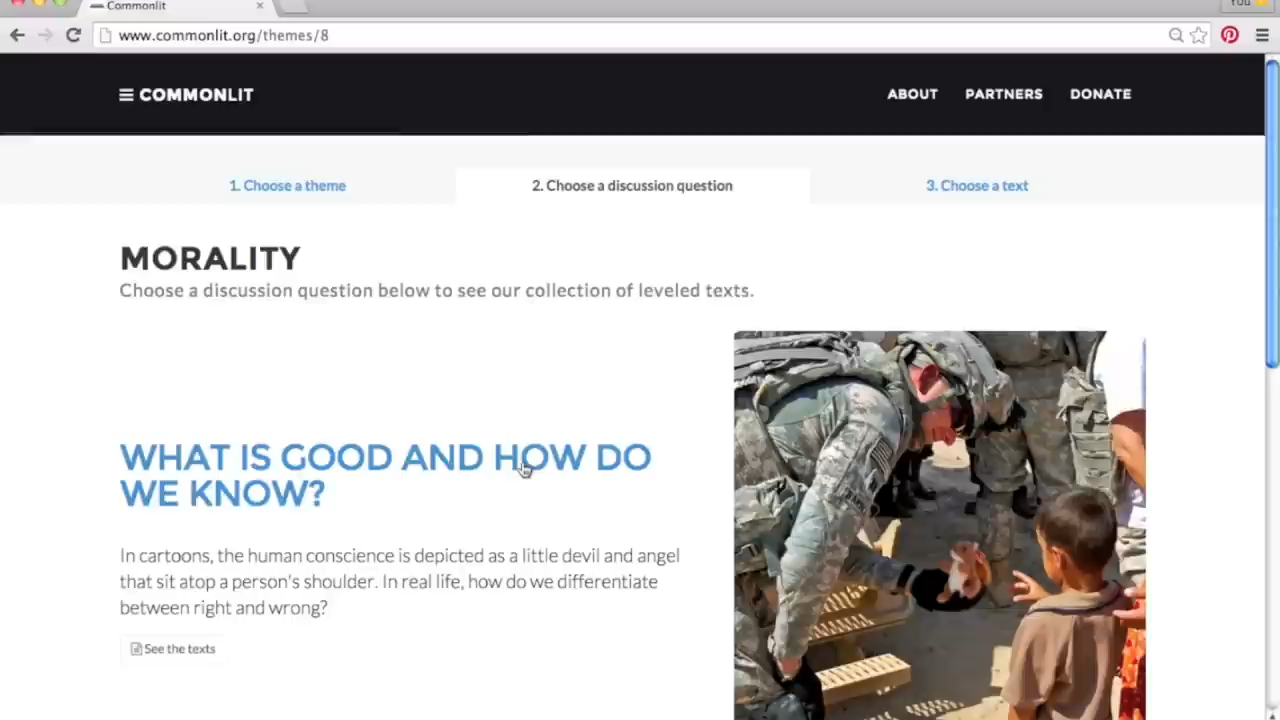 Commonlit
You
www.commonlit.org/themes/8
COMMONLIT
ABOUT PARTNERS DONATE
1. Choose a theme
2. Choose a discussion question
3. Choose a text
MORALITY
Choose a discussion question below to see our collection of leveled texts.
WHAT IS GOOD AND HOW DO
WE KNOW?
In cartoons, the human conscience is depicted as a little devil and angel
that sit atop a person's shoulder. In real life, how do we differentiate
between right and wrong?
See the texts